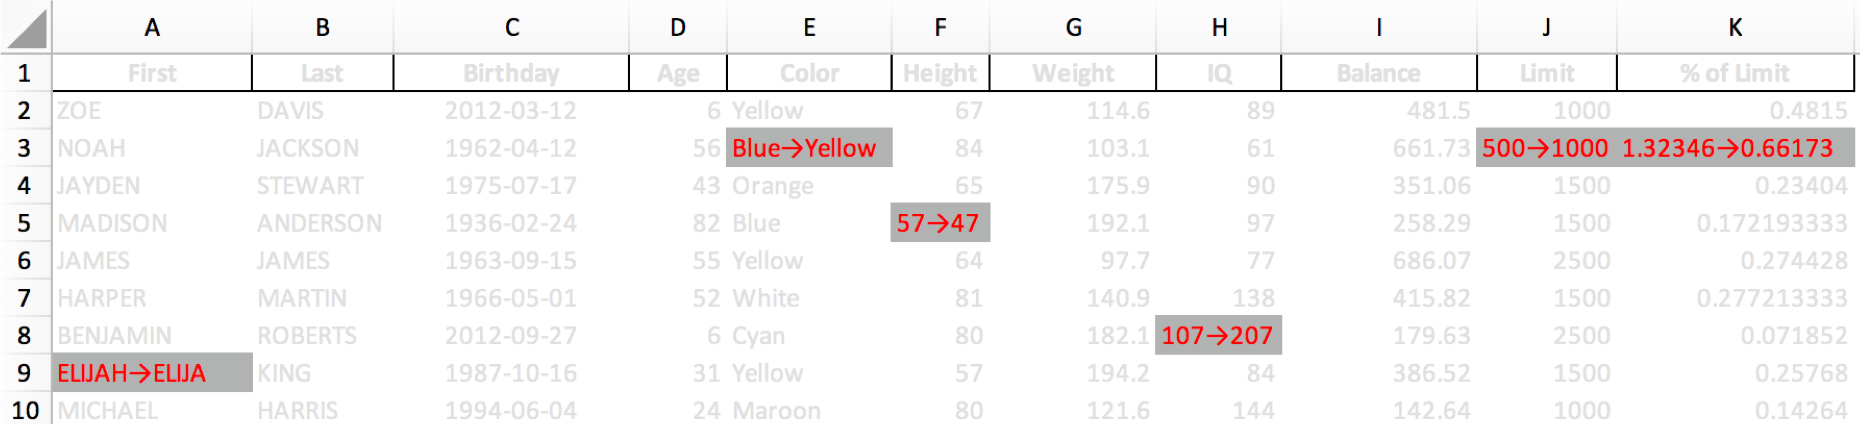 A B C D E F G H I J K
1 First Last Birthday Age Color Height Weight IQ Balance Limit % of Limit
2 ZOE DAVIS 2012-03-12 6 Yellow 67 114.6 89 481.5 1000 0.4815
3 NOAH JACKSON 1962-04-12 56 Blue→Yellow 84 103.1 61 661.73 500→1000 1.32346→0.66173
4 JAYDEN STEWART 1975-07-17 43 Orange 65 175.9 90 351.06 1500 0.23404
5 MADISON ANDERSON 1936-02-24 82 Blue 57→47 192.1 97 258.29 1500 0.172193333
6 JAMES JAMES 1963-09-15 55 Yellow 64 97.7 77 686.07 2500 0.274428
7 HARPER MARTIN 1966-05-01 52 White 81 140.9 138 415.82 1500 0.277213333
8 BENJAMIN ROBERTS 2012-09-27 6 Cyan 80 182.1 107→207 179.63 2500 0.071852
9 ELIJAH→ELIJA KING 1987-10-16 31 Yellow 57 194.2 84 386.52 1500 0.25768
10 MICHAEL HARRIS 1994-06-04 24 Maroon 80 121.6 144 142.64 1000 0.14264